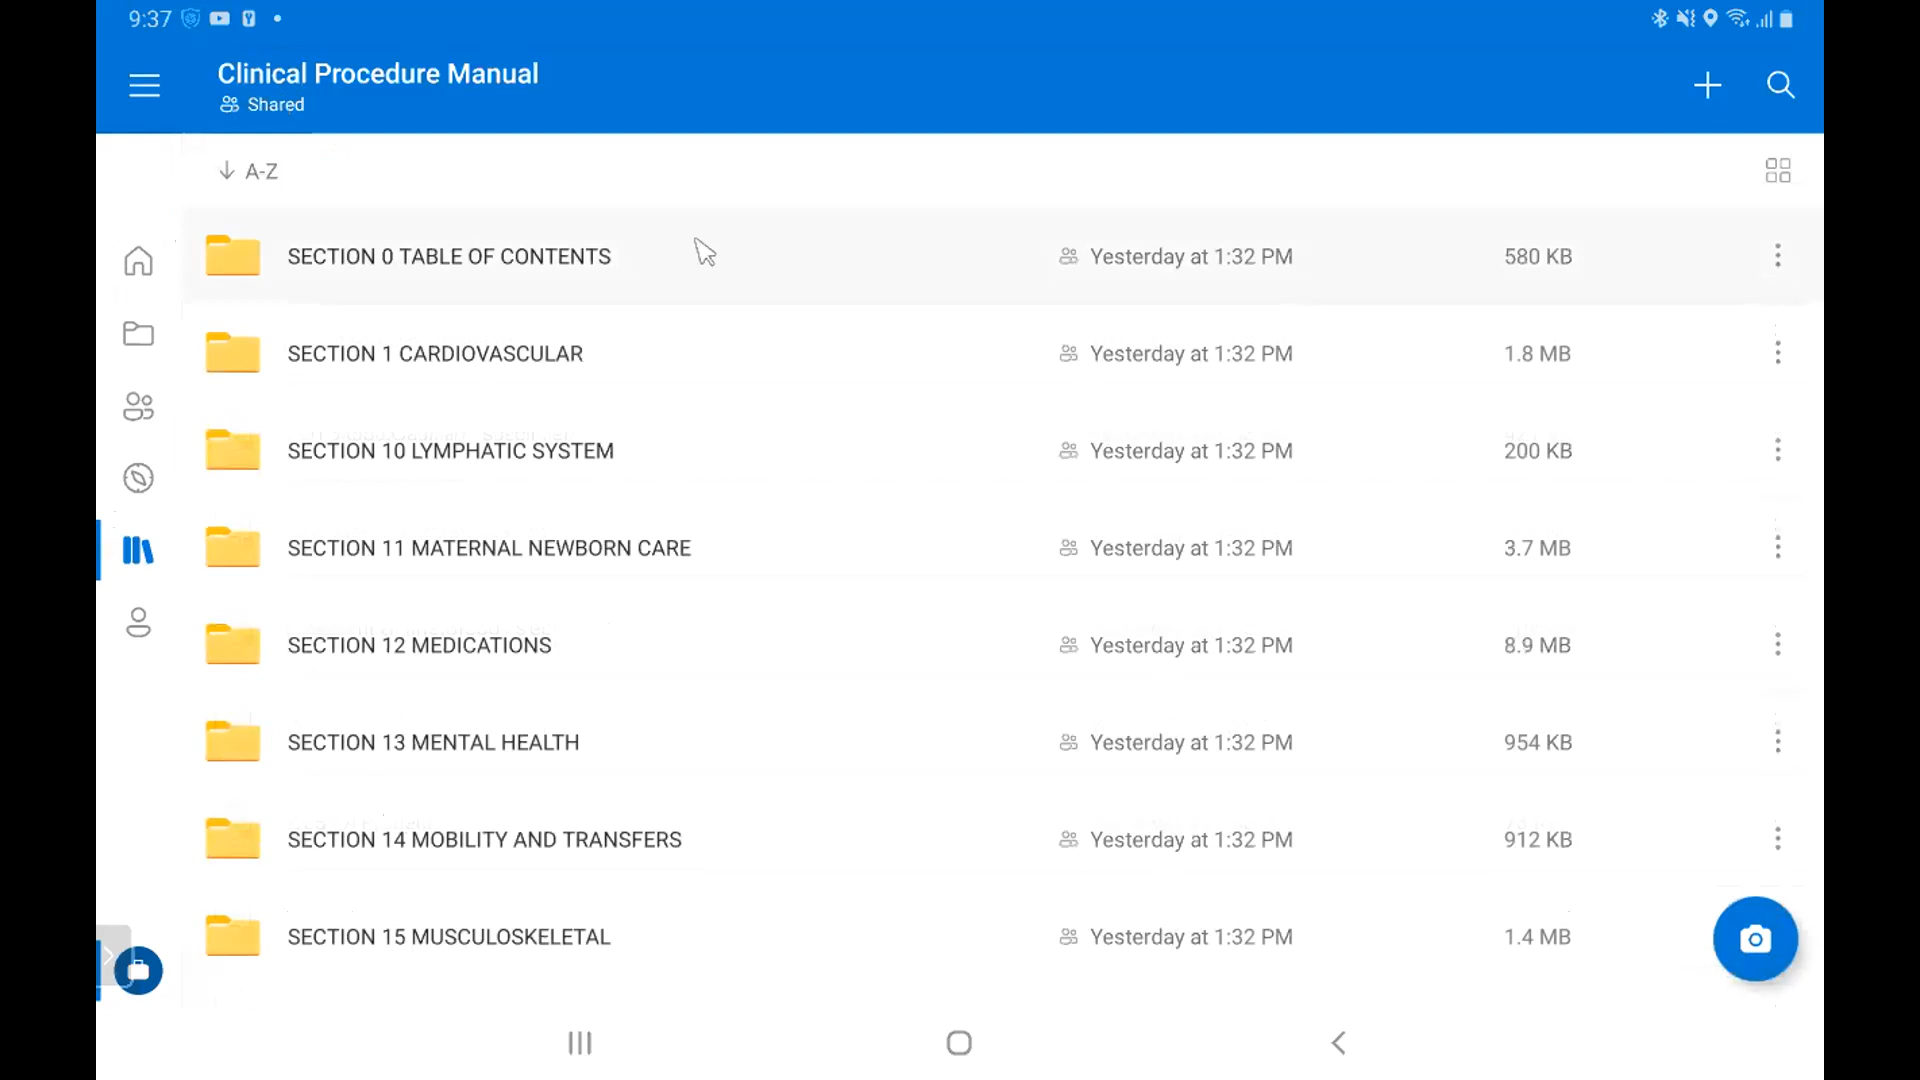 9:37
Clinical Procedure Manual
Shared
A-Z
SECTION 0 TABLE OF CONTENTS Yesterday at 1:32 PM 580 KB
SECTION 1 CARDIOVASCULAR Yesterday at 1:32 PM 1.8 MB
SECTION 10 LYMPHATIC SYSTEM Yesterday at 1:32 PM 200 KB
SECTION 11 MATERNAL NEWBORN CARE Yesterday at 1:32 PM 3.7 MB
SECTION 12 MEDICATIONS Yesterday at 1:32 PM 8.9 MB
SECTION 13 MENTAL HEALTH Yesterday at 1:32 PM 954 KB
SECTION 14 MOBILITY AND TRANSFERS Yesterday at 1:32 PM 912 KB
SECTION 15 MUSCULOSKELETAL Yesterday at 1:32 PM 1.4 MB